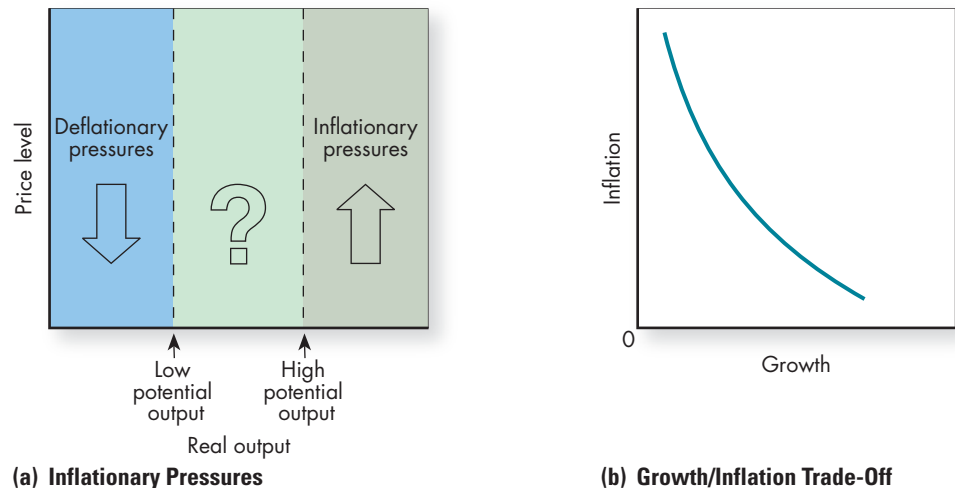 Price level
Deflationary
pressures
?
Inflationary
pressures
Low
potential
output
High
potential
output
Real output
(a) Inflationary Pressures
Inflation
0
Growth
(b) Growth/Inflation Trade-Off